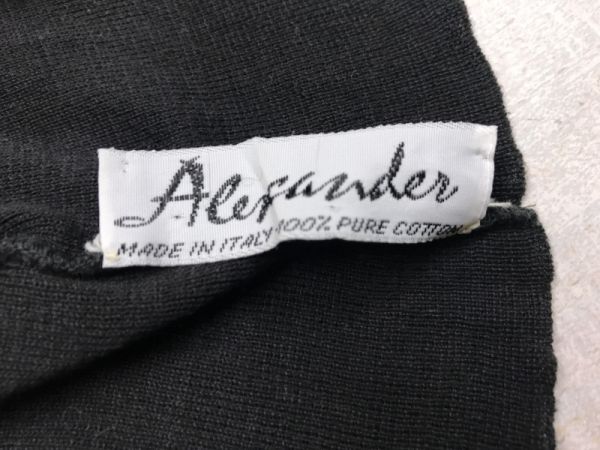 Alexander
MADE IN ITALY 100% PURE COTTON